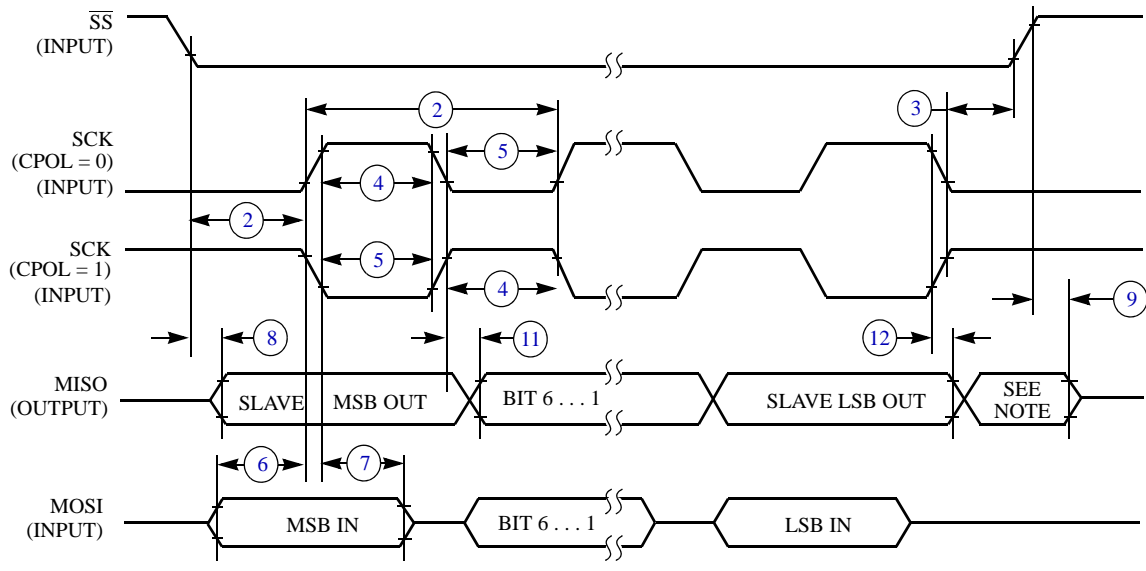 SS
(INPUT)
2
3
SCK
(CPOL = 0)
(INPUT)
5
4
2
SCK
(CPOL = 1)
(INPUT)
5
4
9
8
11
12
MISO
(OUTPUT)
SLAVE MSB OUT
BIT 6 . . . 1
SLAVE LSB OUT
SEE
NOTE
6
7
MOSI
(INPUT)
MSB IN
BIT 6 . . . 1
LSB IN